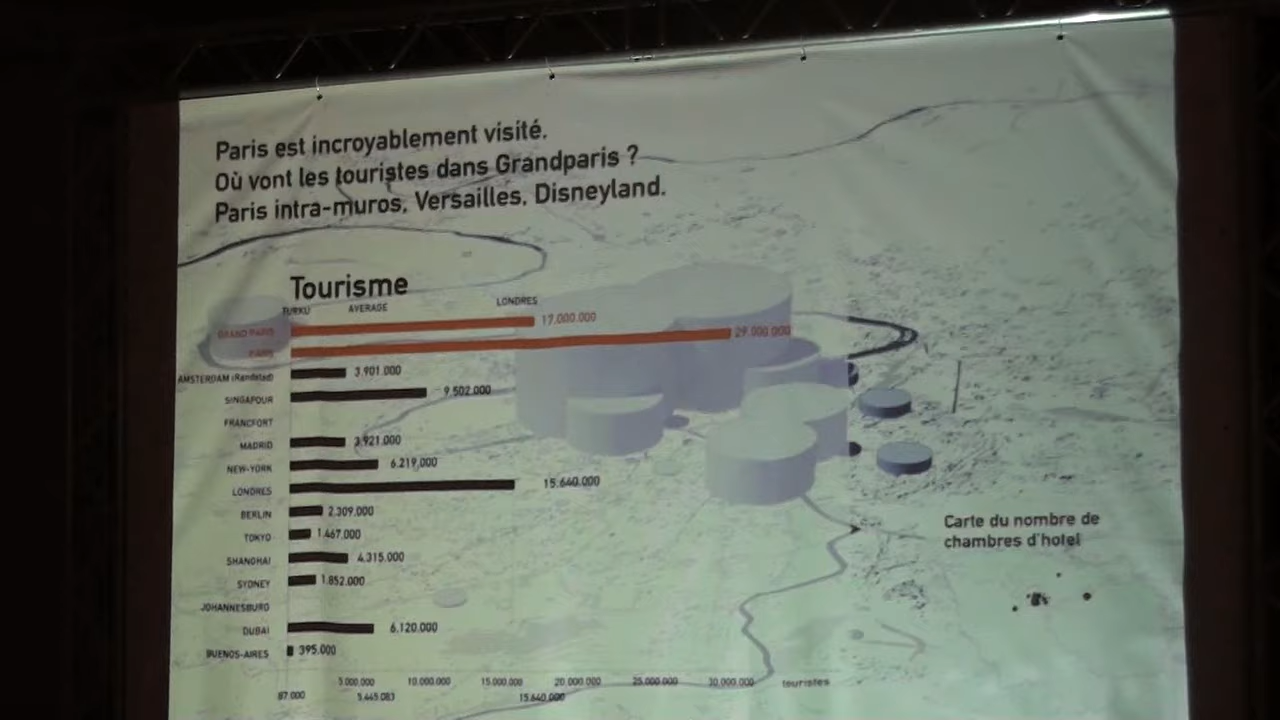 Paris est incroyablement visité.
Où vont les touristes dans Grandparis ?
Paris intra-muros, Versailles, Disneyland.
Tourisme
TURKU AVERAGE LONDRES
GRAND PARIS 17.000.000
PARIS 29.000.000
AMSTERDAM (Randstad) 3.901.000
SINGAPOUR 9.502.000
FRANCFORT
MADRID 3.921.000
NEW-YORK 6.219.000
LONDRES 15.640.000
BERLIN 2.309.000
TOKYO 1.467.000
SHANGHAI 4.315.000
SYDNEY 1.852.000
JOHANNESBURG
DUBAI 6.120.000
BUENOS-AIRES 395.000
Carte du nombre de
chambres d'hotel
5.000.000 10.000.000 15.000.000 20.000.000 25.000.000 30.000.000 touristes
87.000 5.445.083 15.640.000